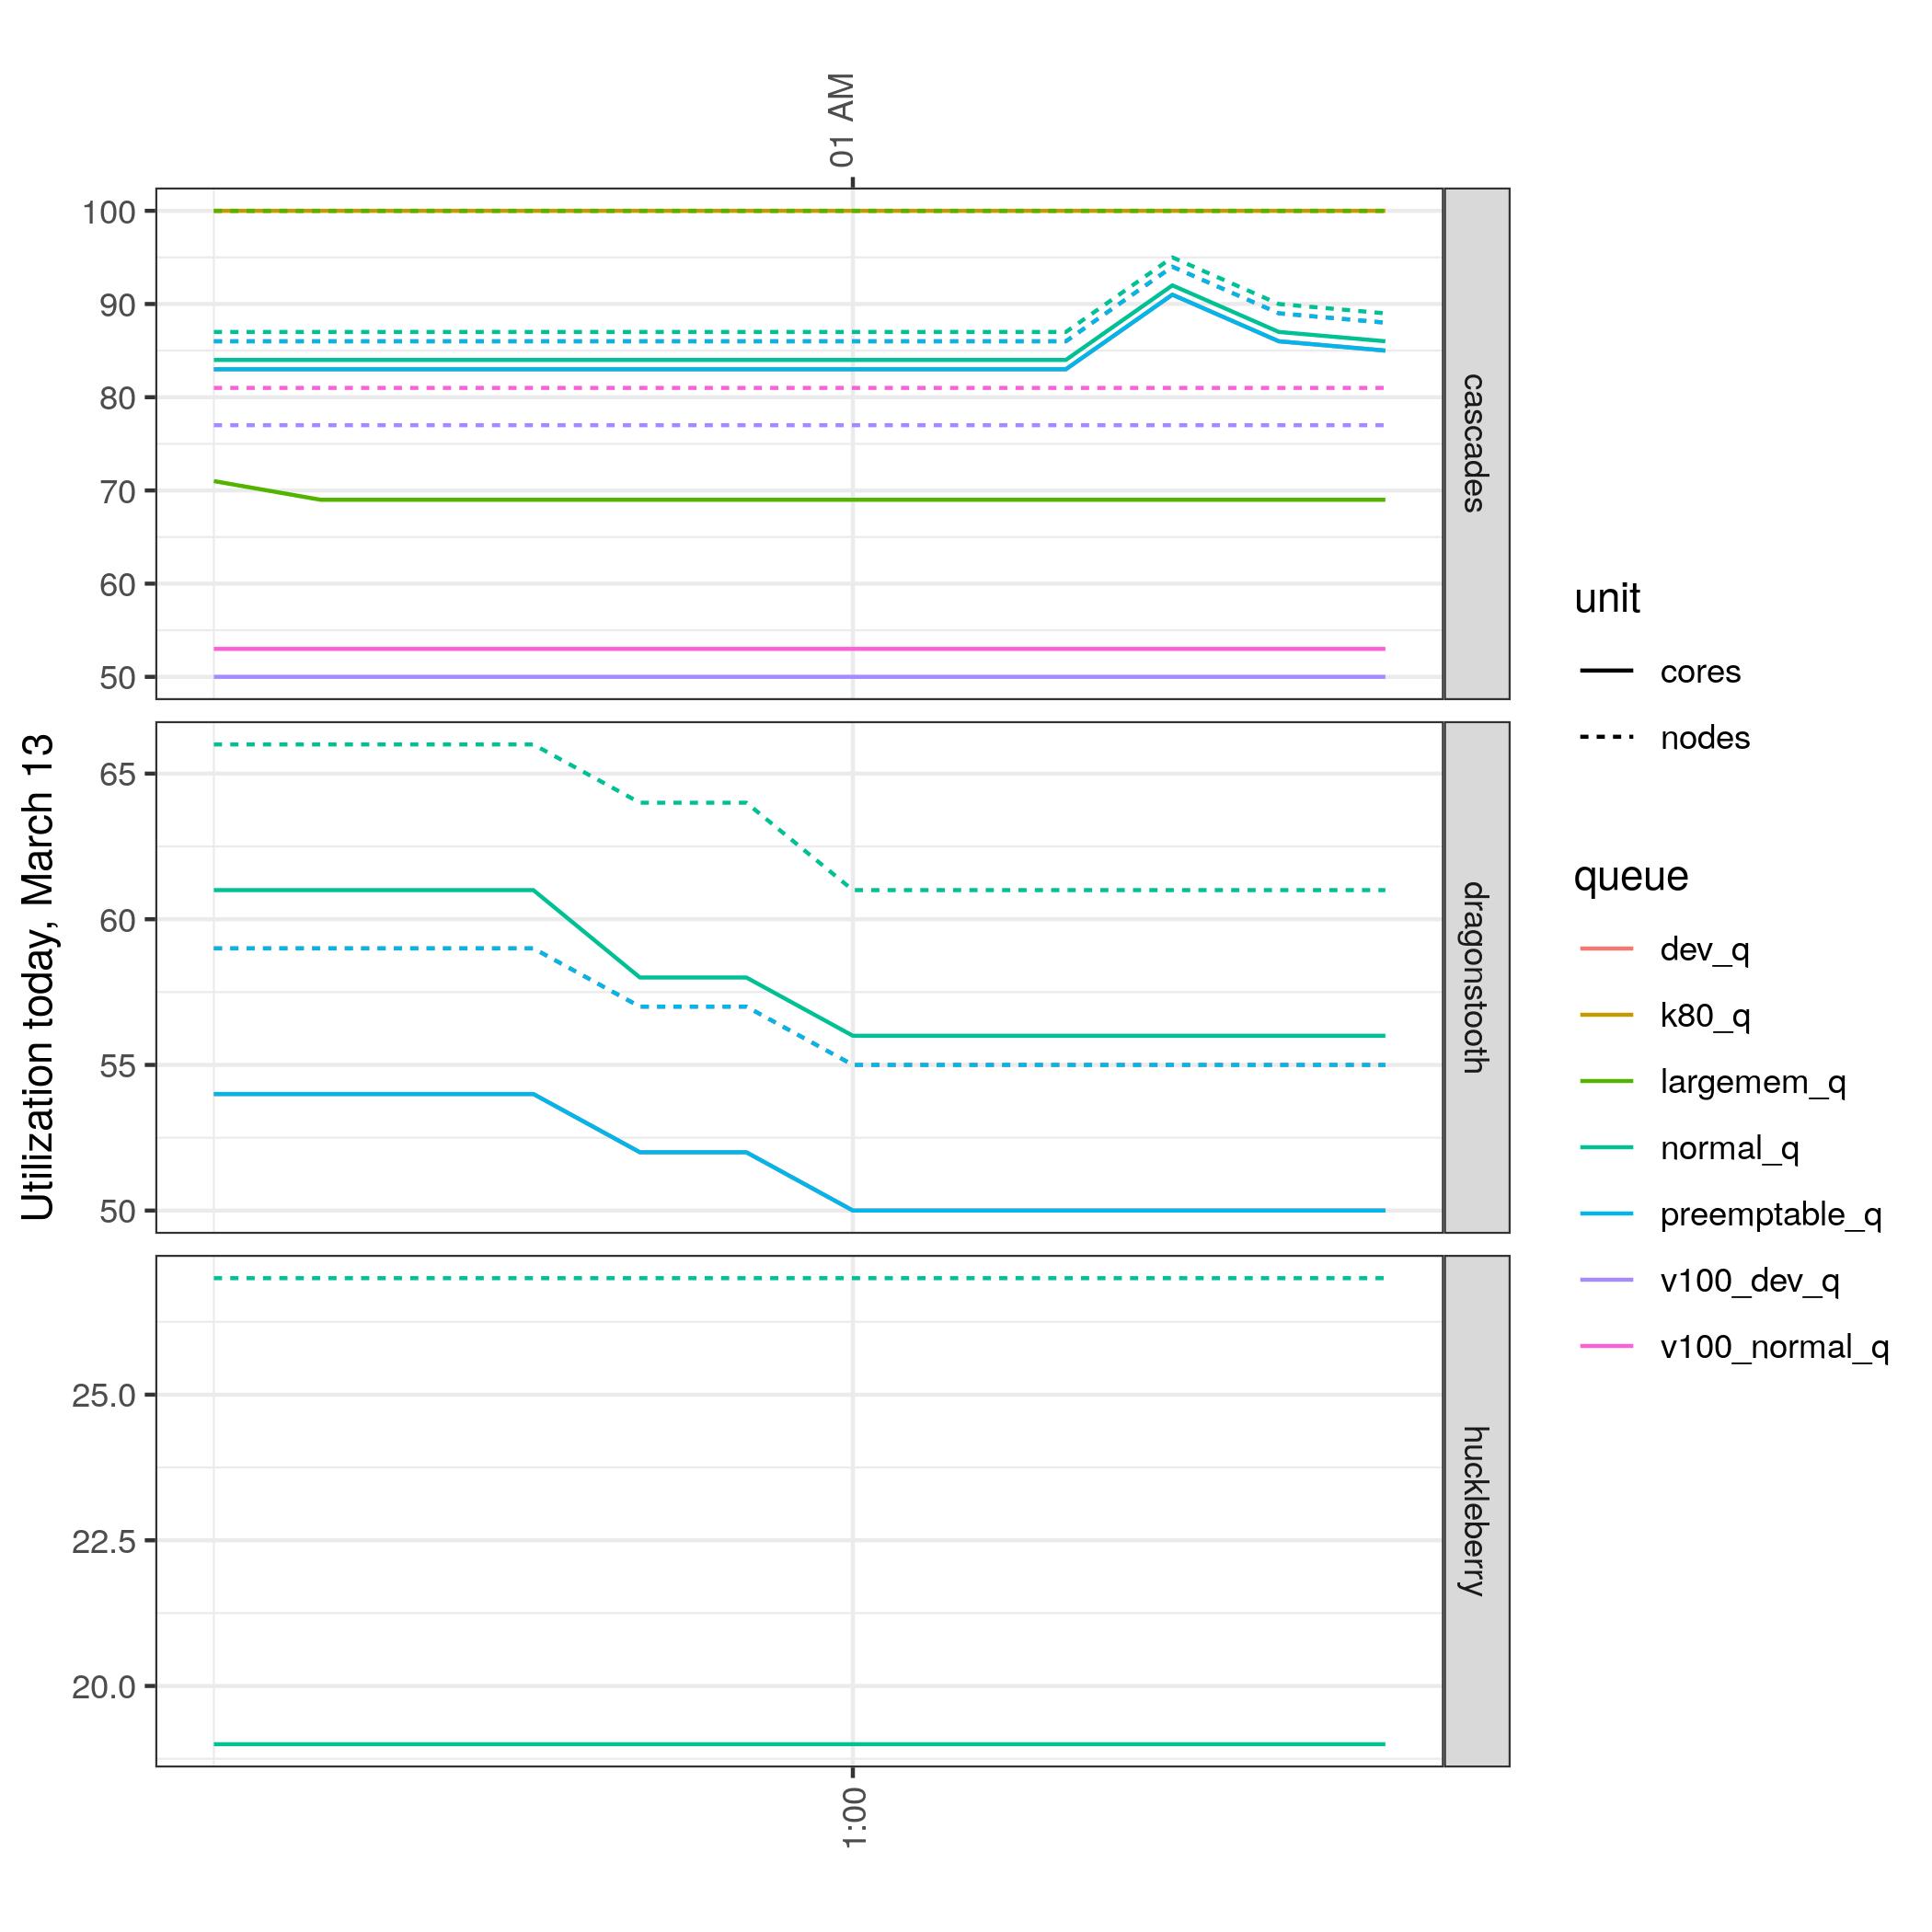 01 AM
100
90
80
70
60
50
cascades
65
60
55
50
dragonstooth
25.0
22.5
20.0
huckleberry
1:00
Utilization today, March 13
unit
cores
nodes
queue
dev_q
k80_q
largemem_q
normal_q
preemptable_q
v100_dev_q
v100_normal_q